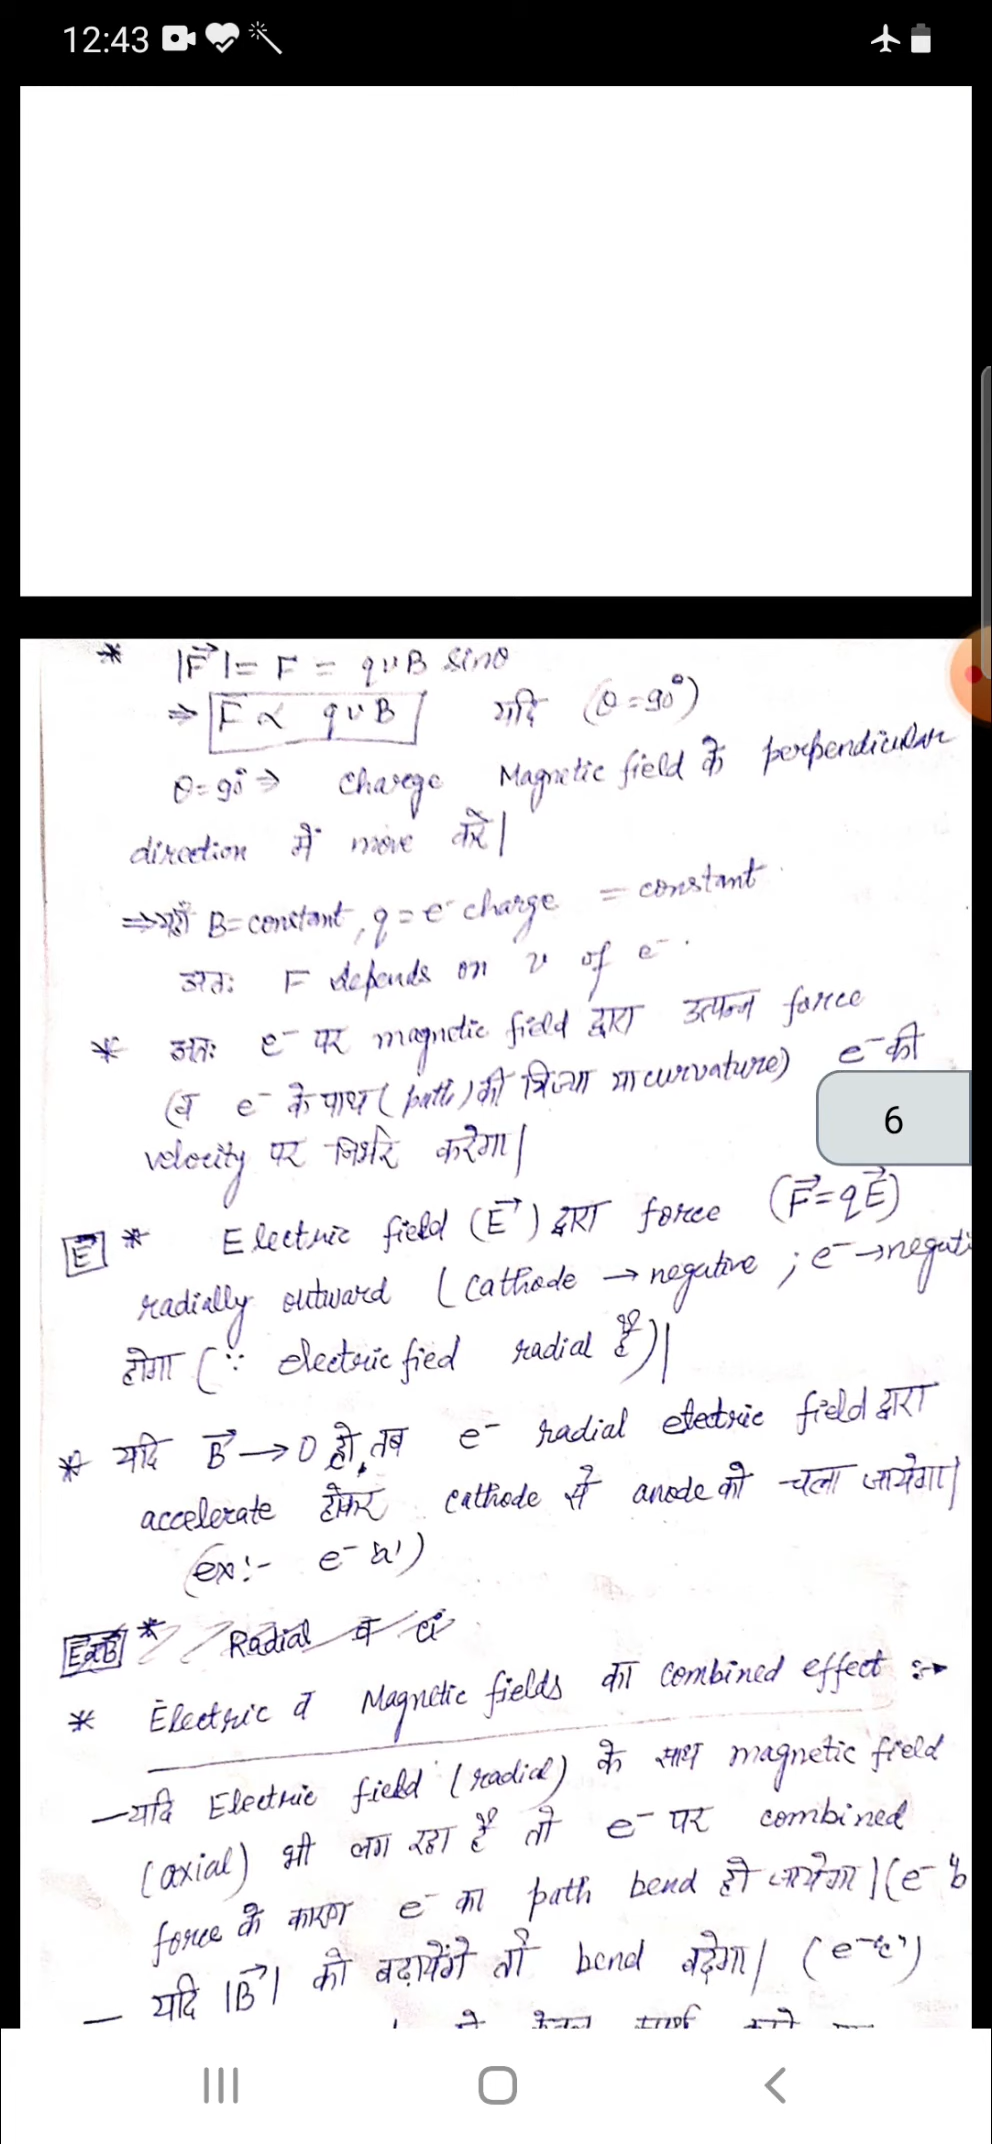 12:43
* |F⃗| = F = qvB sinθ
⇒ F ∝ qvB यदि (θ = 90°)
θ = 90° ⇒ charge Magnetic field के perpendicular
direction में move करे|
⇒ यहाँ B = constant, q = e⁻ charge = constant
अतः F depends on v of e⁻.
* अतः e⁻ पर magnetic field द्वारा उत्पन्न force
(व e⁻ के पाथ (path) की त्रिज्या या curvature) e⁻ की
6
velocity पर निर्भर करेगा|
E * Electric field (E⃗) द्वारा force (F⃗ = qE⃗)
radially outward (cathode → negative ; e⁻ → negati
होगा (∵ electric fied radial है)|
* यदि B⃗ → 0 हो, तब e⁻ radial electric field द्वारा
accelerate होकर cathode से anode को चला जायेगा|
(ex:- e⁻ 'a')
E&B * Radial व
* Electric व Magnetic fields का combined effect :-
— यदि Electric field (radial) के साथ magnetic field
(axial) भी लग रहा है तो e⁻ पर combined
force के कारण e⁻ का path bend हो जायेगा| (e⁻ 'b
— यदि |B⃗| को बढ़ायेंगे तो bend बढ़ेगा| (e⁻ 'c')